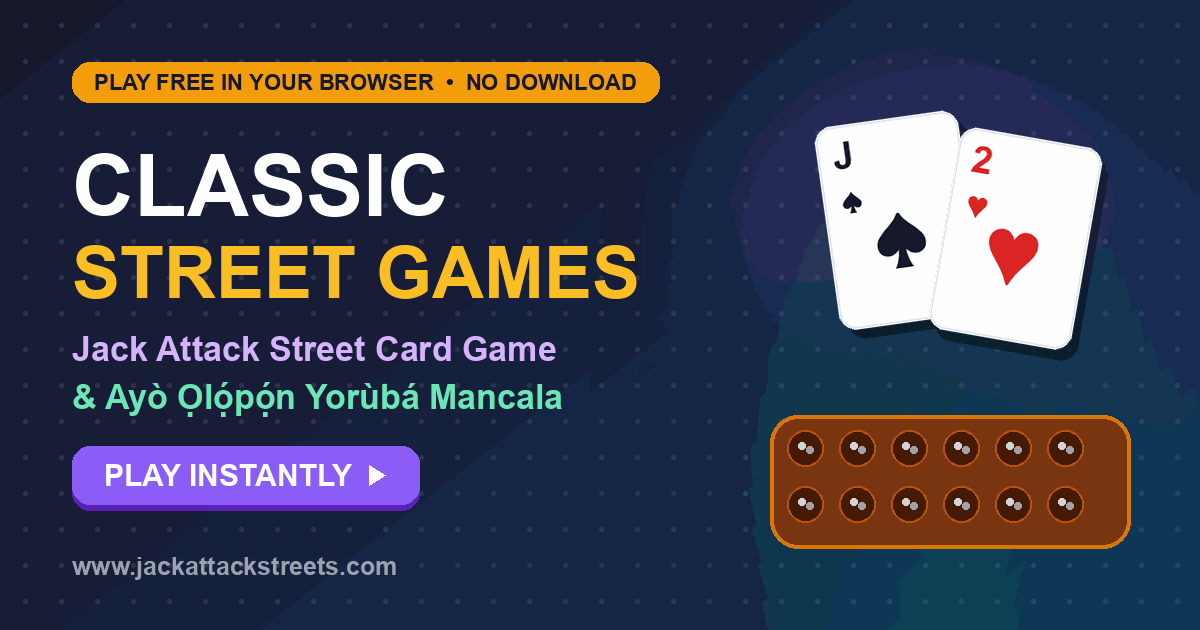 PLAY FREE IN YOUR BROWSER • NO DOWNLOAD
CLASSIC
STREET GAMES
Jack Attack Street Card Game
& Ayò Ọlọ́pọ́n Yorùbá Mancala
PLAY INSTANTLY
www.jackattackstreets.com
J
2